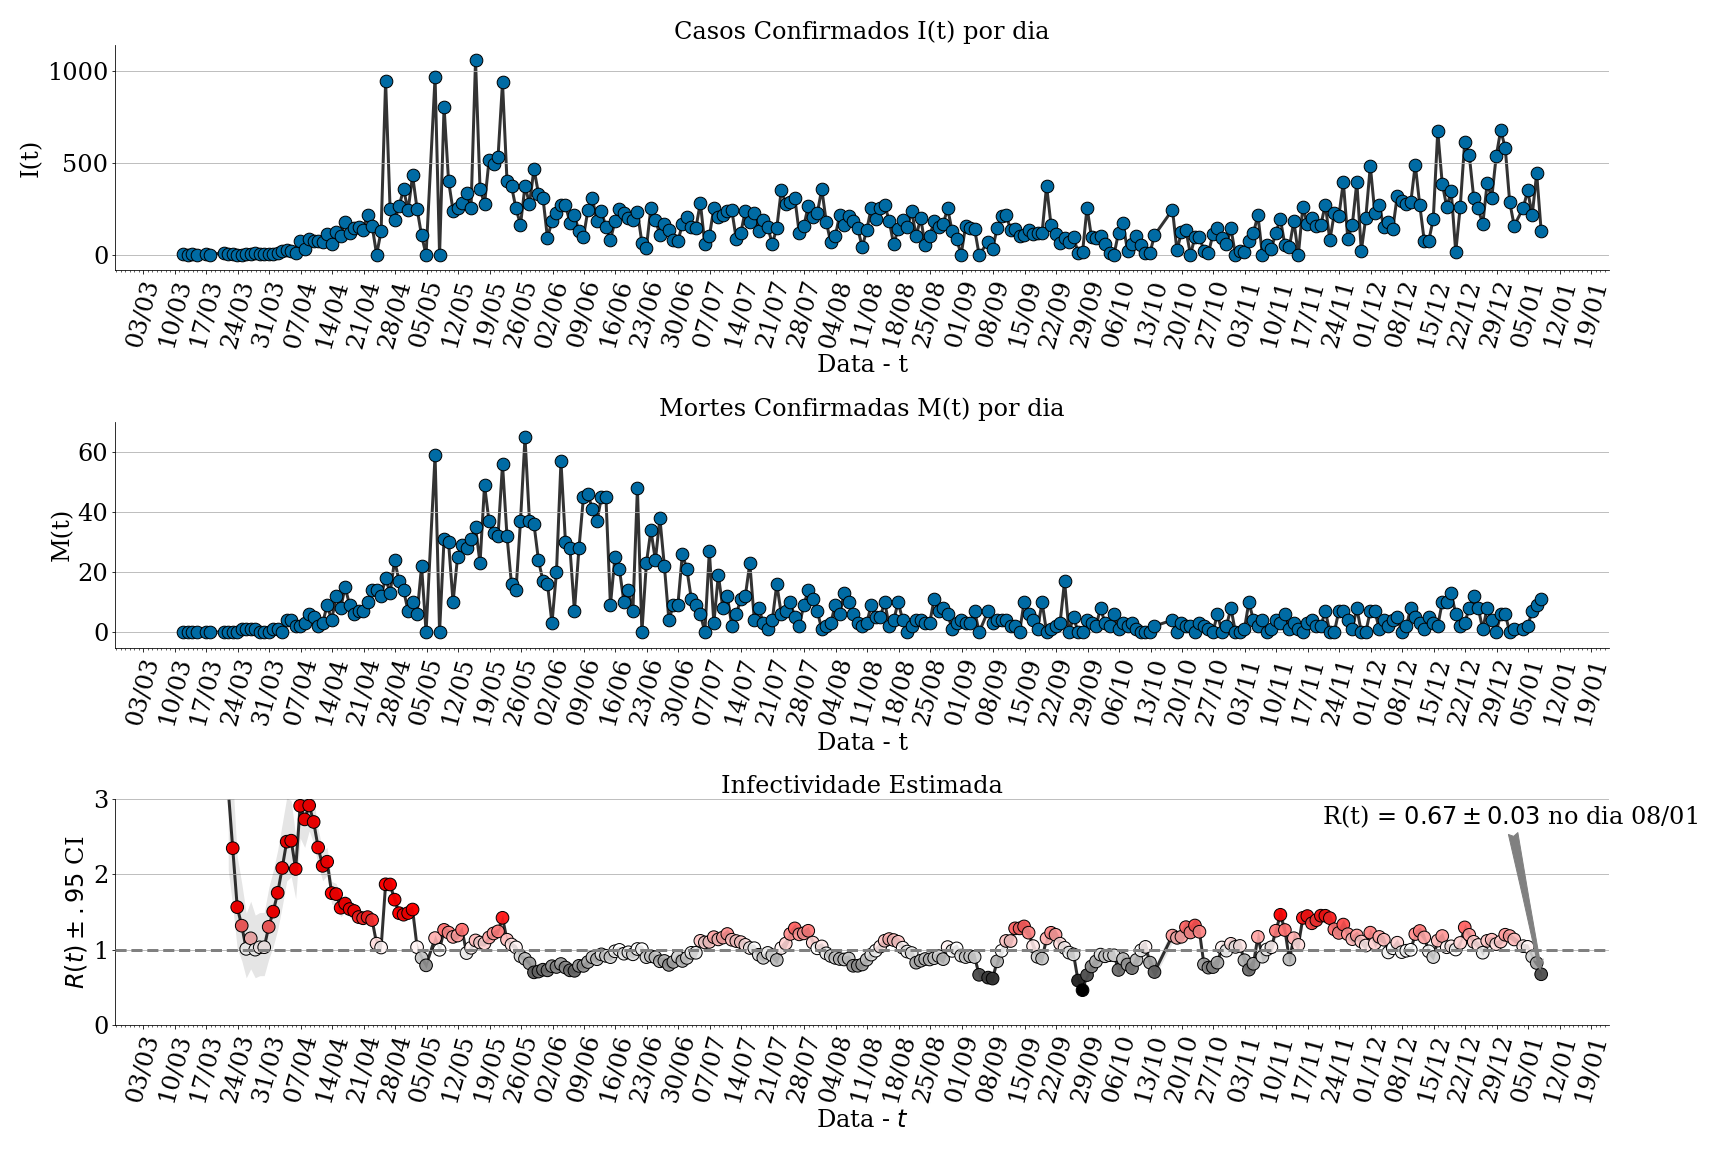 Casos Confirmados I(t) por dia
1000
500
0
I(t)
03/03 10/03 17/03 24/03 31/03 07/04 14/04 21/04 28/04 05/05 12/05 19/05 26/05 02/06 09/06 16/06 23/06 30/06 07/07 14/07 21/07 28/07 04/08 11/08 18/08 25/08 01/09 08/09 15/09 22/09 29/09 06/10 13/10 20/10 27/10 03/11 10/11 17/11 24/11 01/12 08/12 15/12 22/12 29/12 05/01 12/01 19/01
Data - t
Mortes Confirmadas M(t) por dia
60
40
20
0
M(t)
03/03 10/03 17/03 24/03 31/03 07/04 14/04 21/04 28/04 05/05 12/05 19/05 26/05 02/06 09/06 16/06 23/06 30/06 07/07 14/07 21/07 28/07 04/08 11/08 18/08 25/08 01/09 08/09 15/09 22/09 29/09 06/10 13/10 20/10 27/10 03/11 10/11 17/11 24/11 01/12 08/12 15/12 22/12 29/12 05/01 12/01 19/01
Data - t
Infectividade Estimada
3
2
1
0
R(t) ± .95 CI
R(t) = 0.67 ± 0.03 no dia 08/01
03/03 10/03 17/03 24/03 31/03 07/04 14/04 21/04 28/04 05/05 12/05 19/05 26/05 02/06 09/06 16/06 23/06 30/06 07/07 14/07 21/07 28/07 04/08 11/08 18/08 25/08 01/09 08/09 15/09 22/09 29/09 06/10 13/10 20/10 27/10 03/11 10/11 17/11 24/11 01/12 08/12 15/12 22/12 29/12 05/01 12/01 19/01
Data - t